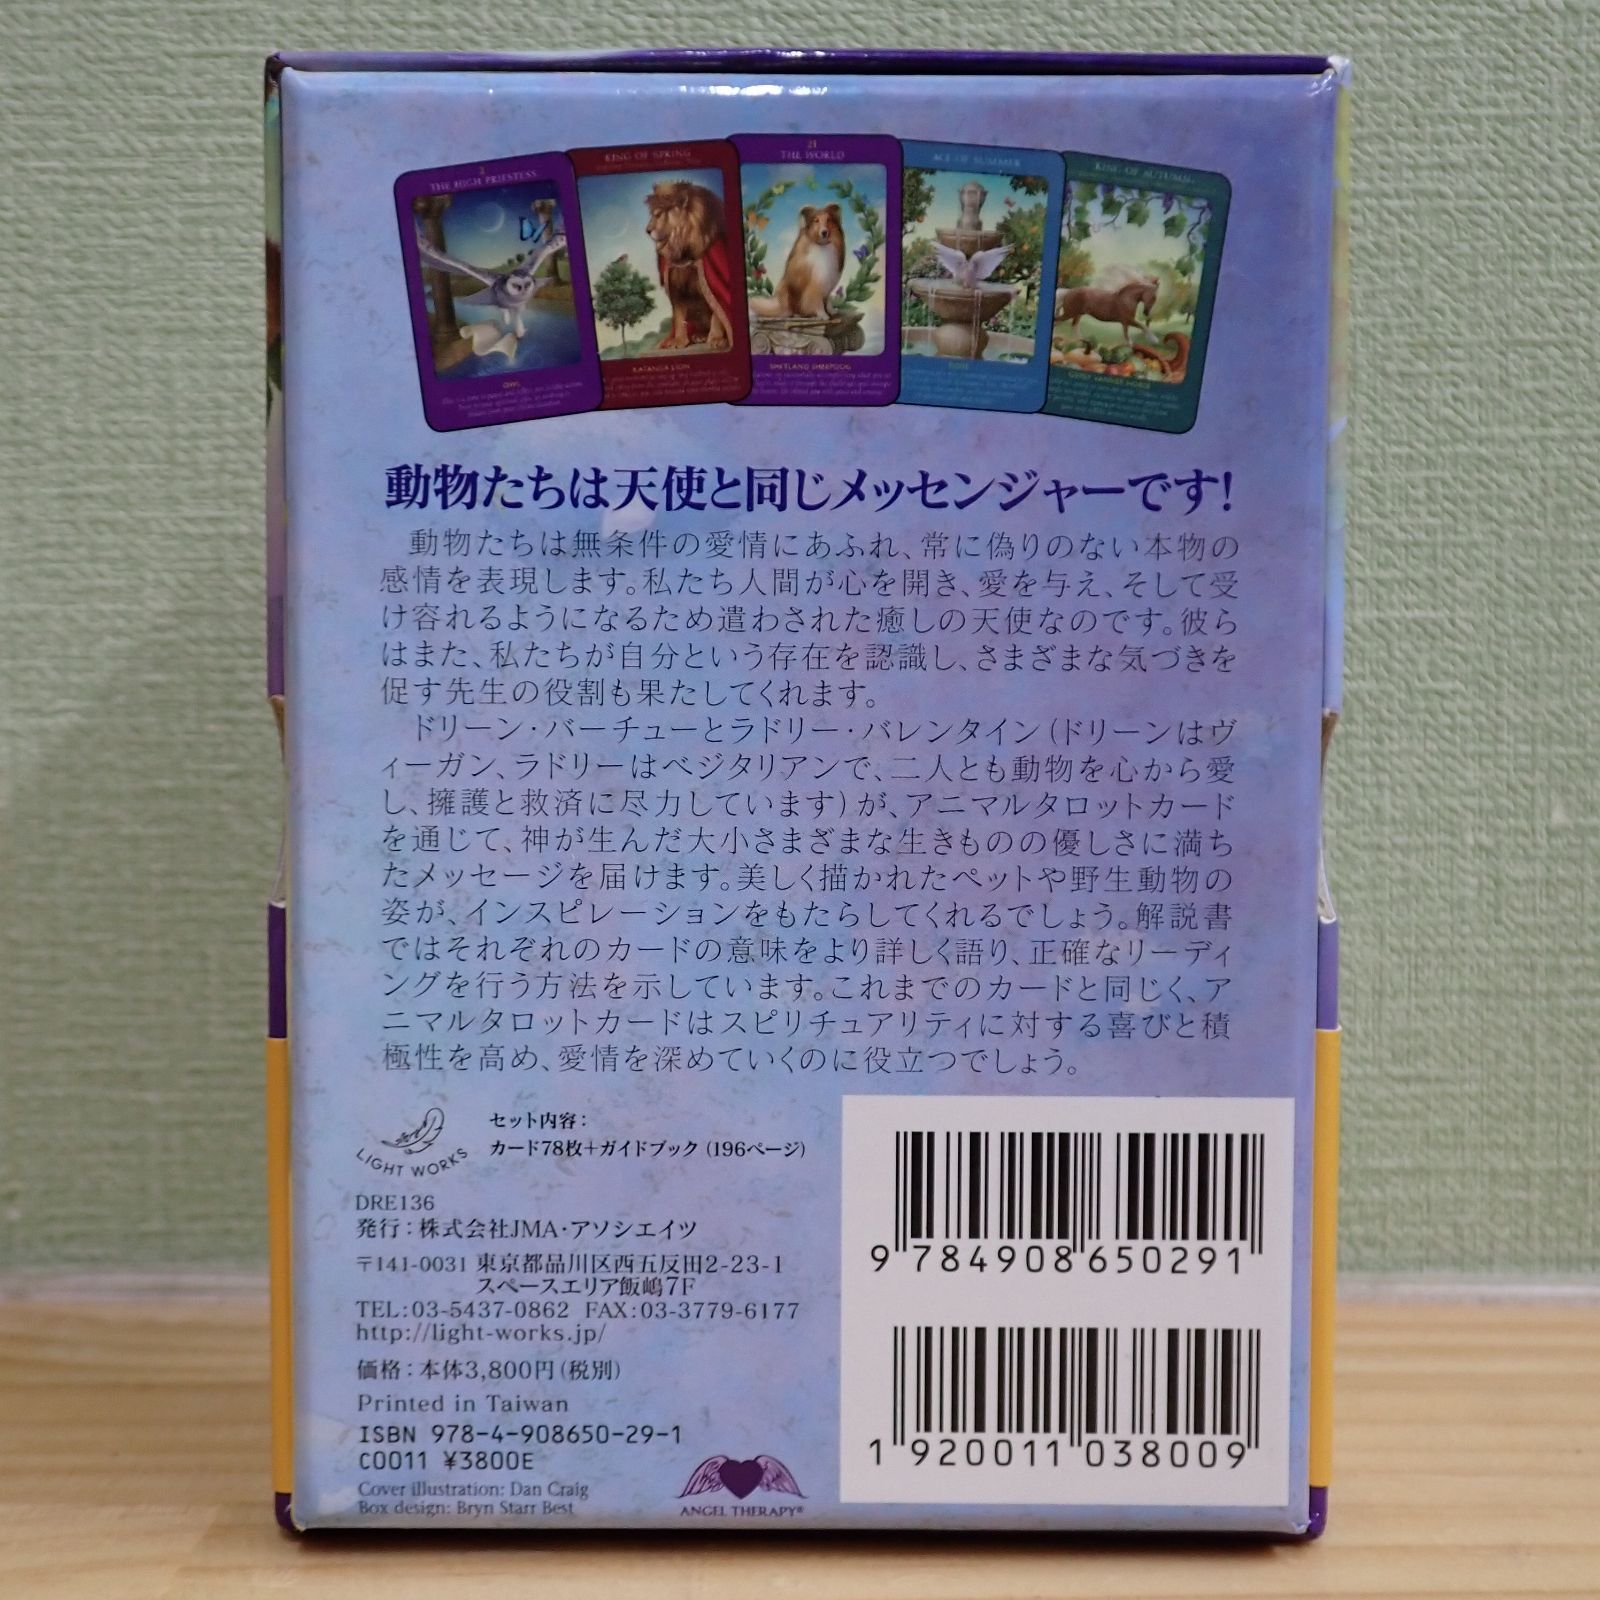 2
THE HIGH PRIESTESS
KING OF SPRING
21
THE WORLD
ACE OF SUMMER
KING OF AUTUMN
OWL
KATANGA LION
SHETLAND SHEEPDOG
DOVE
GYPSY VANNER HORSE
動物たちは天使と同じメッセンジャーです!
動物たちは無条件の愛情にあふれ、常に偽りのない本物の
感情を表現します。私たち人間が心を開き、愛を与え、そして受
け容れるようになるため遣わされた癒しの天使なのです。彼ら
はまた、私たちが自分という存在を認識し、さまざまな気づきを
促す先生の役割も果たしてくれます。
ドリーン・バーチューとラドリー・バレンタイン(ドリーンはヴ
ィーガン、ラドリーはベジタリアンで、二人とも動物を心から愛
し、擁護と救済に尽力しています)が、アニマルタロットカード
を通じて、神が生んだ大小さまざまな生きものの優しさに満ち
たメッセージを届けます。美しく描かれたペットや野生動物の
姿が、インスピレーションをもたらしてくれるでしょう。解説書
ではそれぞれのカードの意味をより詳しく語り、正確なリーディ
ングを行う方法を示しています。これまでのカードと同じく、ア
ニマルタロットカードはスピリチュアリティに対する喜びと積
極性を高め、愛情を深めていくのに役立つでしょう。
LIGHT WORKS
セット内容:
カード78枚+ガイドブック(196ページ)
DRE136
発行:株式会社JMA・アソシエイツ
〒141-0031 東京都品川区西五反田2-23-1
スペースエリア飯嶋7F
TEL:03-5437-0862 FAX:03-3779-6177
http://light-works.jp/
価格:本体3,800円(税別)
Printed in Taiwan
ISBN 978-4-908650-29-1
C0011 ¥3800E
Cover illustration: Dan Craig
Box design: Bryn Starr Best
ANGEL THERAPY®
9 784908 650291
1 920011 038009